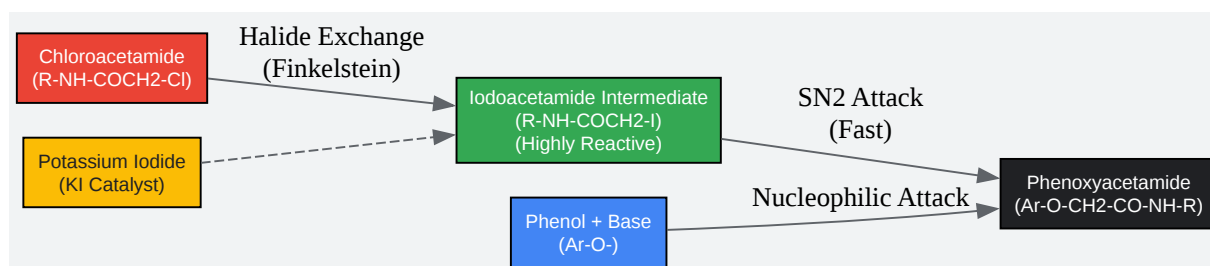 Chloroacetamide
(R-NH-COCH2-Cl)
Halide Exchange
(Finkelstein)
Potassium Iodide
(KI Catalyst)
Iodoacetamide Intermediate
(R-NH-COCH2-I)
(Highly Reactive)
SN2 Attack
(Fast)
Phenol + Base
(Ar-O-)
Nucleophilic Attack
Phenoxyacetamide
(Ar-O-CH2-CO-NH-R)